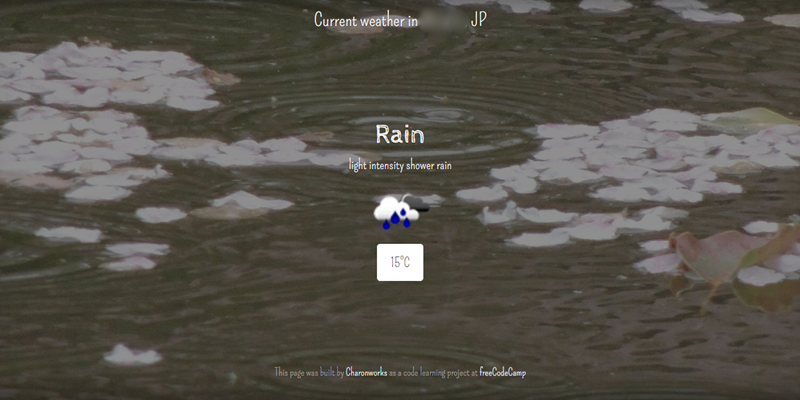 Current weather in JP
Rain
light intensity shower rain
15°C
This page was built by Charonworks as a code learning project at freeCodeCamp